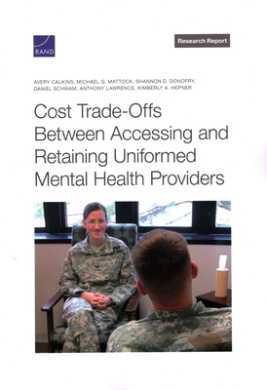 RAND
Research Report
AVERY CALKINS, MICHAEL G. MATTOCK, SHANNON D. DONOFRY,
DANIEL SCHWAM, ANTHONY LAWRENCE, KIMBERLY A. HEPNER
Cost Trade-Offs
Between Accessing and
Retaining Uniformed
Mental Health Providers